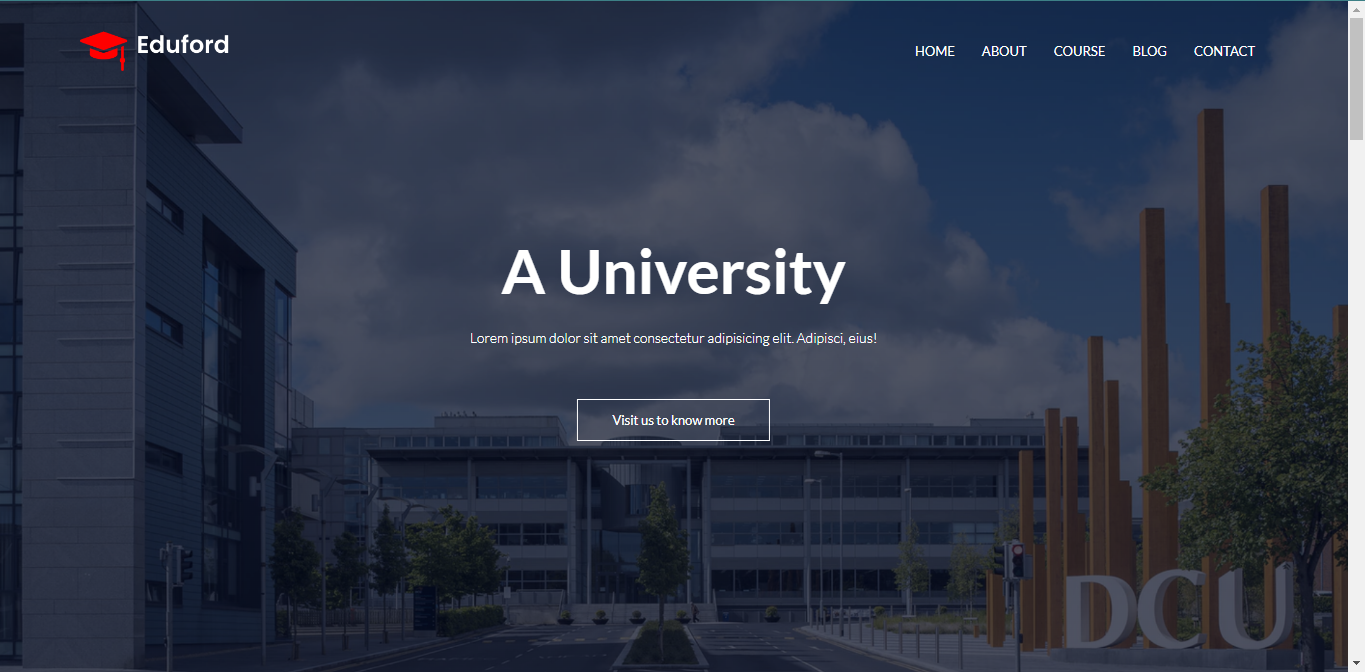 Eduford
HOME ABOUT COURSE BLOG CONTACT
A University
Lorem ipsum dolor sit amet consectetur adipisicing elit. Adipisci, eius!
Visit us to know more
DCU